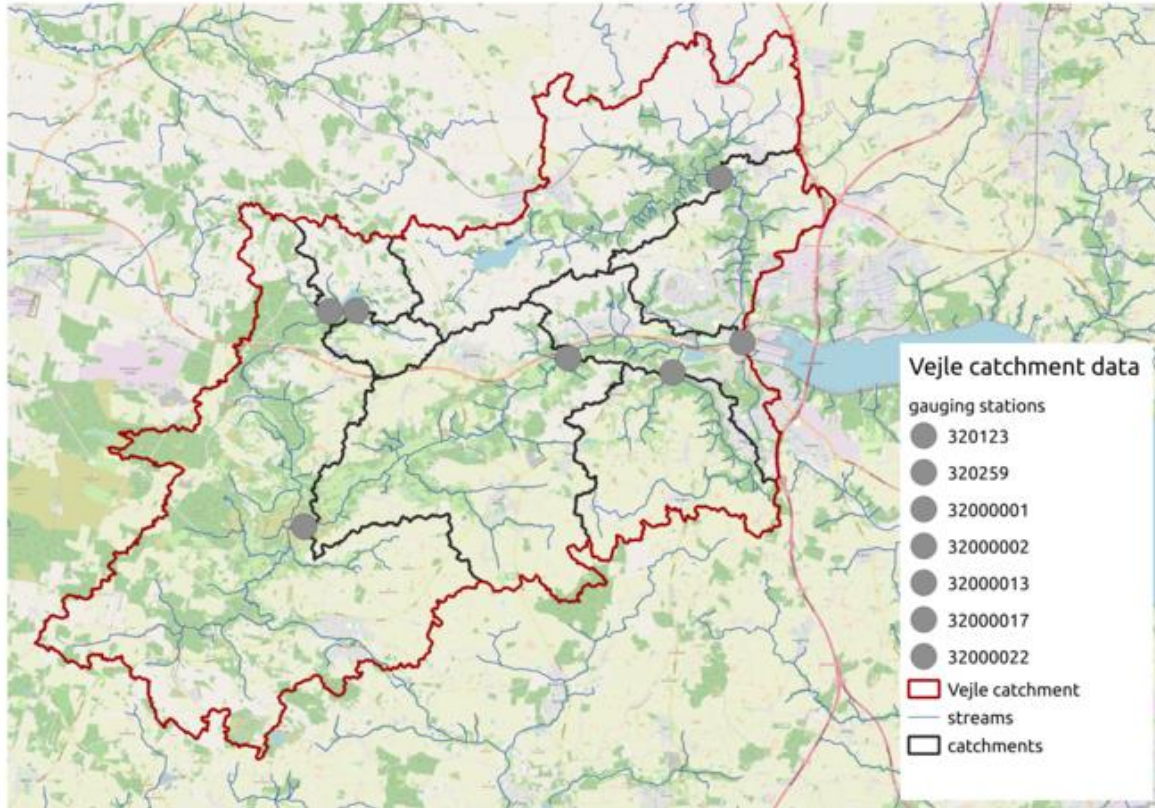 Vejle catchment data
gauging stations
320123
320259
32000001
32000002
32000013
32000017
32000022
Vejle catchment
streams
catchments